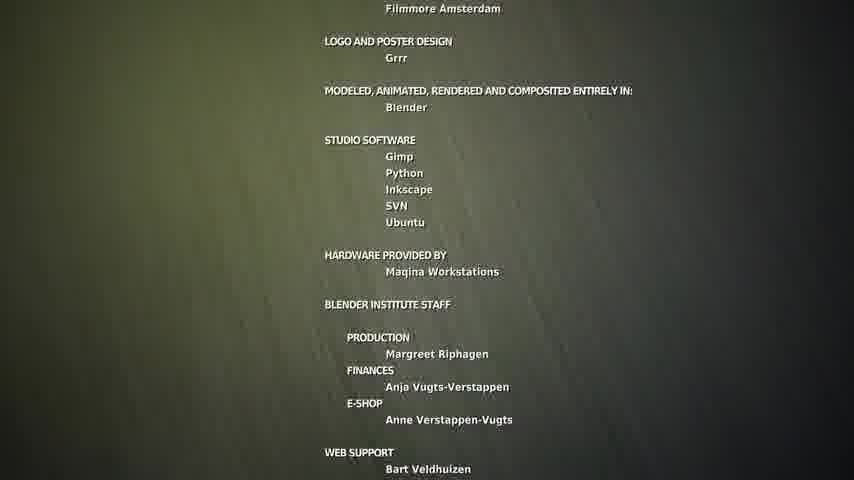 Filmmore Amsterdam
LOGO AND POSTER DESIGN
Grrr
MODELED, ANIMATED, RENDERED AND COMPOSITED ENTIRELY IN:
Blender
STUDIO SOFTWARE
Gimp
Python
Inkscape
SVN
Ubuntu
HARDWARE PROVIDED BY
Maqina Workstations
BLENDER INSTITUTE STAFF
PRODUCTION
Margreet Riphagen
FINANCES
Anja Vugts-Verstappen
E-SHOP
Anne Verstappen-Vugts
WEB SUPPORT
Bart Veldhuizen